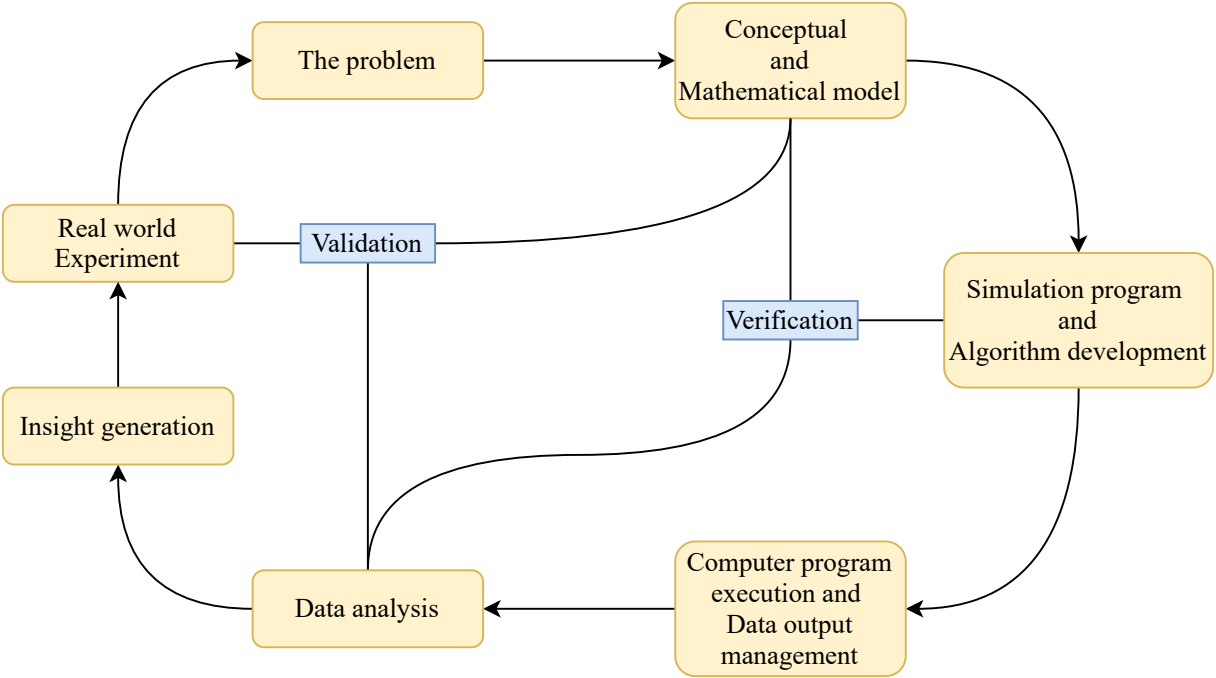 The problem
Conceptual
and
Mathematical model
Real world
Experiment
Validation
Simulation program
and
Algorithm development
Verification
Insight generation
Computer program
execution and
Data output
management
Data analysis